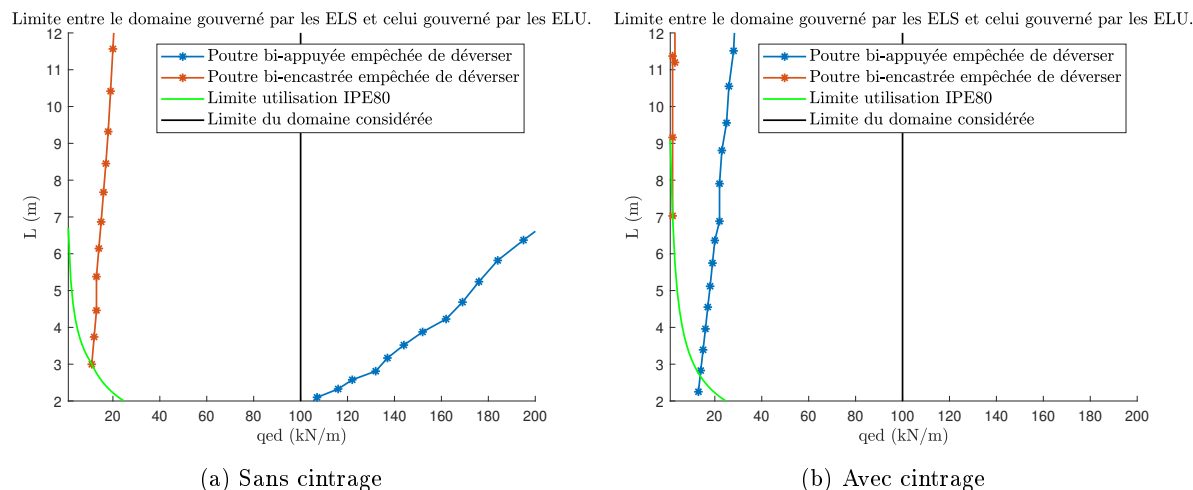 Limite entre le domaine gouverné par les ELS et celui gouverné par les ELU.
12
11
10
9
8
7
6
5
4
3
2
L (m)
Poutre bi-appuyée empêchée de déverser
Poutre bi-encastrée empêchée de déverser
Limite utilisation IPE80
Limite du domaine considérée
20 40 60 80 100 120 140 160 180 200
qed (kN/m)
(a) Sans cintrage
Limite entre le domaine gouverné par les ELS et celui gouverné par les ELU.
12
11
10
9
8
7
6
5
4
3
2
L (m)
Poutre bi-appuyée empêchée de déverser
Poutre bi-encastrée empêchée de déverser
Limite utilisation IPE80
Limite du domaine considérée
20 40 60 80 100 120 140 160 180 200
qed (kN/m)
(b) Avec cintrage